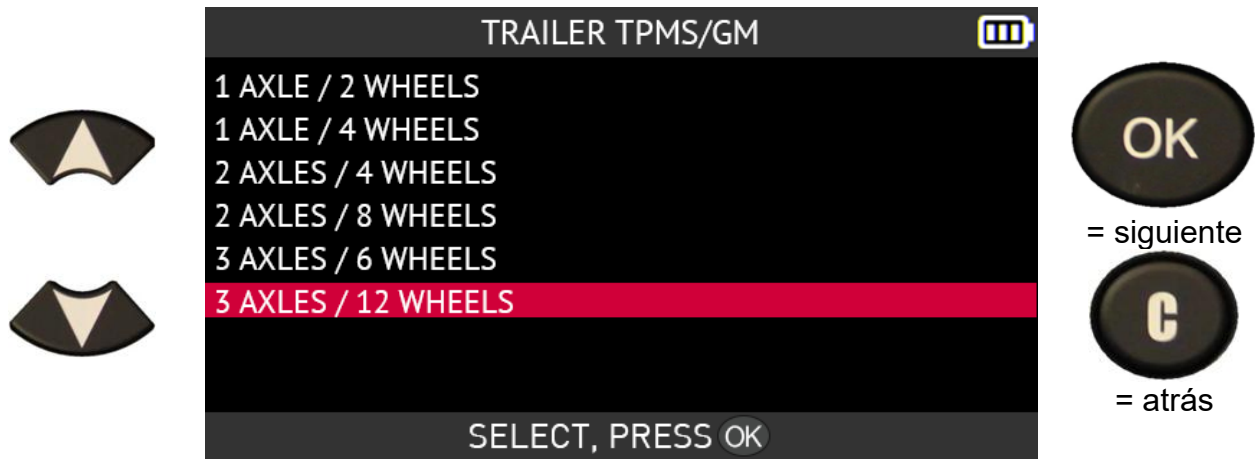 TRAILER TPMS/GM
1 AXLE / 2 WHEELS
1 AXLE / 4 WHEELS
2 AXLES / 4 WHEELS
2 AXLES / 8 WHEELS
3 AXLES / 6 WHEELS
3 AXLES / 12 WHEELS
SELECT, PRESS OK
OK
= siguiente
C
= atrás